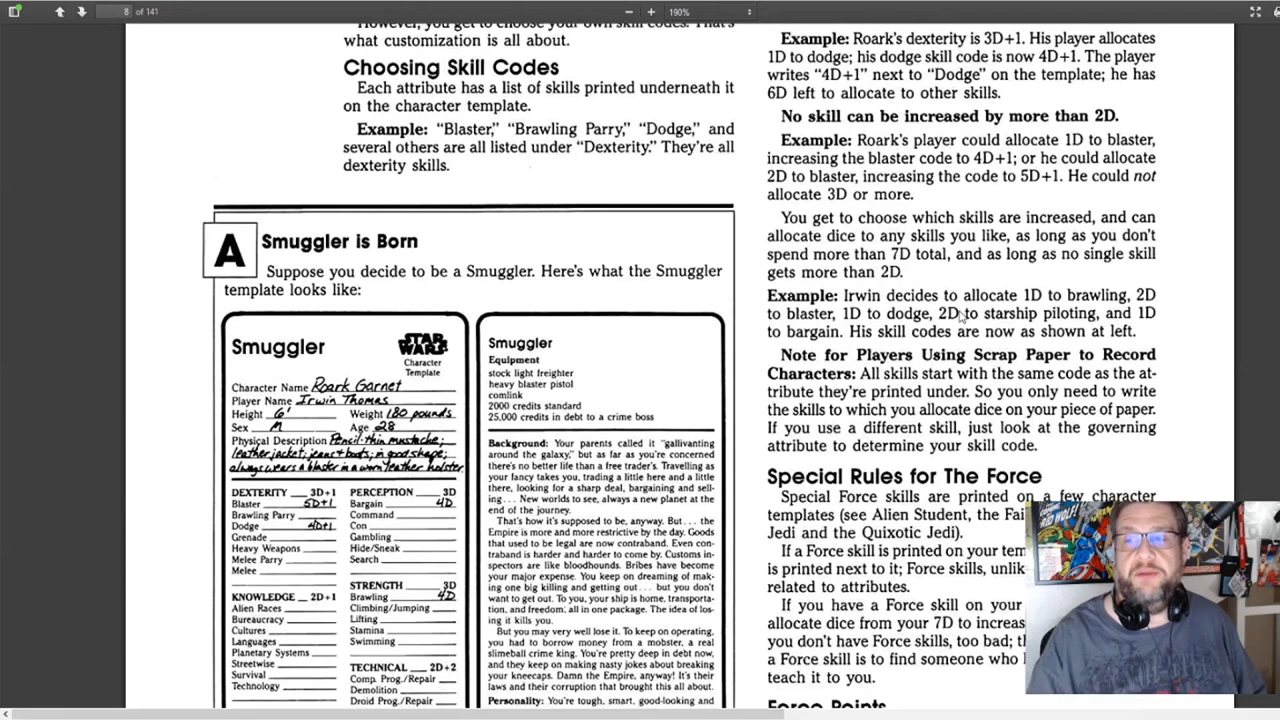 8 of 141
190%
However, you get to choose your own skill codes. That's
what customization is all about.
Choosing Skill Codes
Each attribute has a list of skills printed underneath it
on the character template.
Example: “Blaster,” “Brawling Parry,” “Dodge,” and
several others are all listed under “Dexterity.” They're all
dexterity skills.
A Smuggler is Born
Suppose you decide to be a Smuggler. Here's what the Smuggler
template looks like:
Smuggler
STAR
WARS
Character
Template
Character Name Roark Garnet
Player Name Irwin Thomas
Height 6' Weight 180 pounds
Sex M Age 28
Physical Description Pencil-thin mustache;
leather jacket; jeans & boots; in good shape;
always wears a blaster in a worn leather holster
DEXTERITY 3D+1
Blaster 5D+1
Brawling Parry
Dodge 4D+1
Grenade
Heavy Weapons
Melee Parry
Melee
KNOWLEDGE 2D+1
Alien Races
Bureaucracy
Cultures
Languages
Planetary Systems
Streetwise
Survival
Technology
PERCEPTION 3D
Bargain 4D
Command
Con
Gambling
Hide/Sneak
Search
STRENGTH 3D
Brawling 4D
Climbing/Jumping
Lifting
Stamina
Swimming
TECHNICAL 2D+2
Comp. Prog./Repair
Demolition
Droid Prog./Repair
Smuggler
Equipment
stock light freighter
heavy blaster pistol
comlink
2000 credits standard
25,000 credits in debt to a crime boss
Background: Your parents called it “gallivanting
around the galaxy,” but as far as you're concerned
there's no better life than a free trader's. Travelling as
your fancy takes you, trading a little here and a little
there, looking for a sharp deal, bargaining and sell-
ing... New worlds to see, always a new planet at the
end of the journey.
That's how it's supposed to be, anyway. But... the
Empire is more and more restrictive by the day. Goods
that used to be legal are now contraband. Even con-
traband is harder and harder to come by. Customs in-
spectors are like bloodhounds. Bribes have become
your major expense. You keep on dreaming of mak-
ing one big killing and getting out... but you don't
want to get out. To you, your ship is home, transporta-
tion, and freedom, all in one package. The idea of los-
ing it kills you.
But you may very well lose it. To keep on operating,
you had to borrow money from a mobster, a real
slimeball crime king. You're pretty deep in debt now,
and they keep on making nasty jokes about breaking
your kneecaps. Damn the Empire, anyway! It's their
laws and their corruption that brought this all about.
Personality: You're tough, smart, good-looking and
Example: Roark's dexterity is 3D+1. His player allocates
1D to dodge; his dodge skill code is now 4D+1. The player
writes “4D+1” next to “Dodge” on the template; he has
6D left to allocate to other skills.
No skill can be increased by more than 2D.
Example: Roark's player could allocate 1D to blaster,
increasing the blaster code to 4D+1; or he could allocate
2D to blaster, increasing the code to 5D+1. He could not
allocate 3D or more.
You get to choose which skills are increased, and can
allocate dice to any skills you like, as long as you don't
spend more than 7D total, and as long as no single skill
gets more than 2D.
Example: Irwin decides to allocate 1D to brawling, 2D
to blaster, 1D to dodge, 2D to starship piloting, and 1D
to bargain. His skill codes are now as shown at left.
Note for Players Using Scrap Paper to Record
Characters: All skills start with the same code as the at-
tribute they're printed under. So you only need to write
the skills to which you allocate dice on your piece of paper.
If you use a different skill, just look at the governing
attribute to determine your skill code.
Special Rules for The Force
Special Force skills are printed on a few character
templates (see Alien Student, the Fai
Jedi and the Quixotic Jedi).
If a Force skill is printed on your tem
is printed next to it; Force skills, unlik
related to attributes.
If you have a Force skill on your
allocate dice from your 7D to increas
you don't have Force skills, too bad; th
a Force skill is to find someone who
teach it to you.
Force Points